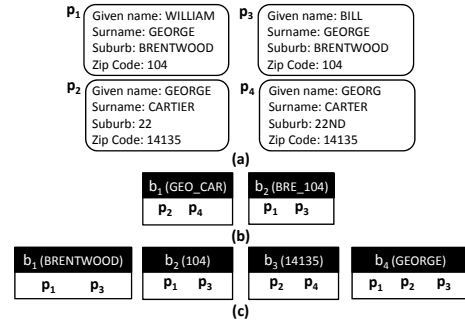 p1
Given name: WILLIAM
Surname: GEORGE
Suburb: BRENTWOOD
Zip Code: 104
p3
Given name: BILL
Surname: GEORGE
Suburb: BRENTWOOD
Zip Code: 104
p2
Given name: GEORGE
Surname: CARTIER
Suburb: 22
Zip Code: 14135
p4
Given name: GEORG
Surname: CARTER
Suburb: 22ND
Zip Code: 14135
(a)
b1 (GEO_CAR)
p2 p4
b2 (BRE_104)
p1 p3
(b)
b1 (BRENTWOOD)
p1 p3
b2 (104)
p1 p3
b3 (14135)
p2 p4
b4 (GEORGE)
p1 p2 p3
(c)